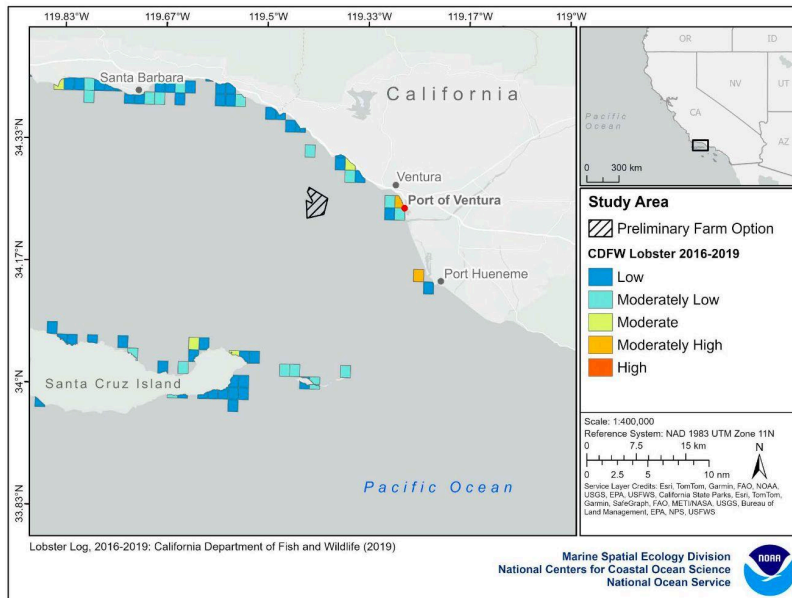 119.83°W 119.67°W 119.5°W 119.33°W 119.17°W 119°W
34.33°N
34.17°N
34°N
33.83°N
Santa Barbara
California
Ventura
Port of Ventura
Port Hueneme
Santa Cruz Island
Pacific Ocean
OR
ID
NV
UT
CA
AZ
Pacific
Ocean
0 300 km
Study Area
Preliminary Farm Option
CDFW Lobster 2016-2019
Low
Moderately Low
Moderate
Moderately High
High
Scale: 1:400,000
Reference System: NAD 1983 UTM Zone 11N
0 7.5 15 km
0 2.5 5 10 nm
N
Service Layer Credits: Esri, TomTom, Garmin, FAO, NOAA,
USGS, EPA, USFWS, California State Parks, Esri, TomTom,
Garmin, SafeGraph, FAO, METI/NASA, USGS, Bureau of
Land Management, EPA, NPS, USFWS
Lobster Log, 2016-2019: California Department of Fish and Wildlife (2019)
Marine Spatial Ecology Division
National Centers for Coastal Ocean Science
National Ocean Service
NOAA